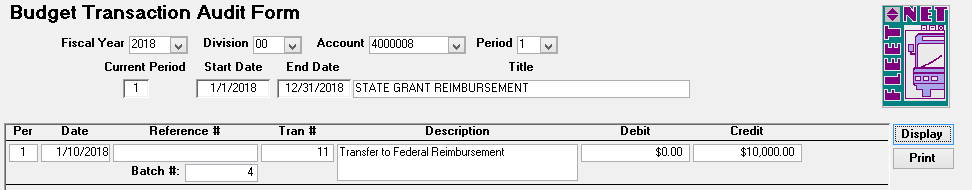 Budget Transaction Audit Form
Fiscal Year 2018 Division 00 Account 4000008 Period 1
Current Period Start Date End Date Title
1 1/1/2018 12/31/2018 STATE GRANT REIMBURSEMENT
FLEET NET
Per Date Reference # Tran # Description Debit Credit Display
1 1/10/2018 11 Transfer to Federal Reimbursement $0.00 $10,000.00 Print
Batch #: 4